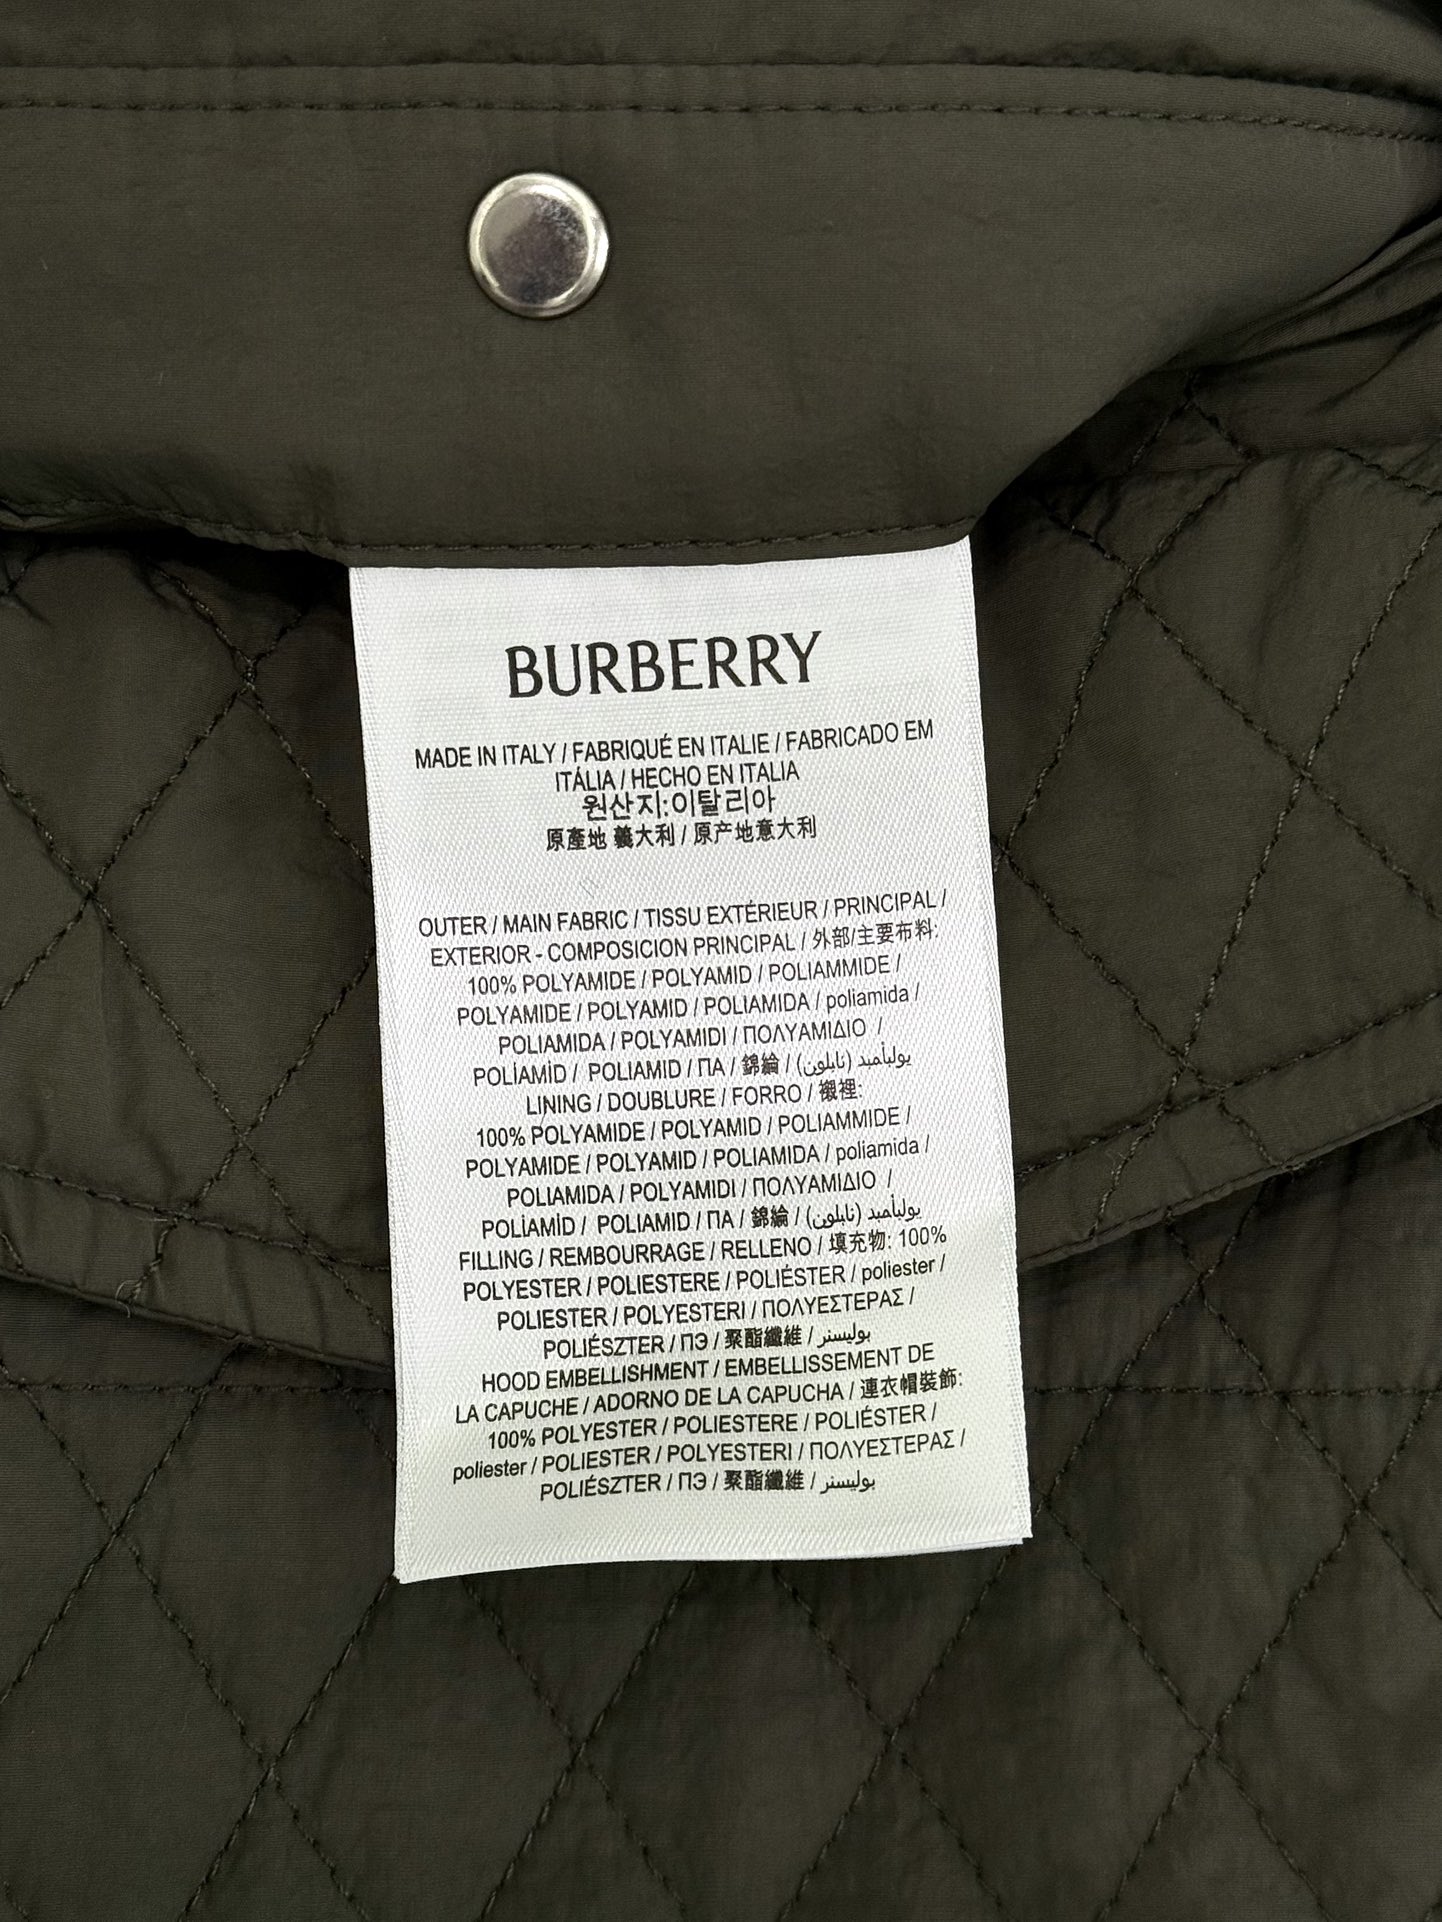 BURBERRY
MADE IN ITALY / FABRIQUÉ EN ITALIE / FABRICADO EM
ITÁLIA / HECHO EN ITALIA
원산지:이탈리아
原產地 義大利 / 原产地意大利
OUTER / MAIN FABRIC / TISSU EXTÉRIEUR / PRINCIPAL /
EXTERIOR - COMPOSICION PRINCIPAL / 外部/主要布料:
100% POLYAMIDE / POLYAMID / POLIAMMIDE /
POLYAMIDE / POLYAMID / POLIAMIDA / poliamida /
POLIAMIDA / POLYAMIDI / ΠΟΛΥΑΜΙΔΙΟ /
POLİAMİD / POLIAMID / ПА / 錦綸 / يوليأميد (نايلون)
LINING / DOUBLURE / FORRO / 襯裡:
100% POLYAMIDE / POLYAMID / POLIAMMIDE /
POLYAMIDE / POLYAMID / POLIAMIDA / poliamida /
POLIAMIDA / POLYAMIDI / ΠΟΛΥΑΜΙΔΙΟ /
POLİAMİD / POLIAMID / ПА / 錦綸 / يوليأميد (نايلون)
FILLING / REMBOURRAGE / RELLENO / 填充物: 100%
POLYESTER / POLIESTERE / POLIÉSTER / poliester /
POLIESTER / POLYESTERI / ΠΟΛΥΕΣΤΕΡΑΣ /
POLIÉSZTER / ПЭ / 聚酯纖維 / بوليستر
HOOD EMBELLISHMENT / EMBELLISSEMENT DE
LA CAPUCHE / ADORNO DE LA CAPUCHA / 連衣帽裝飾:
100% POLYESTER / POLIESTERE / POLIÉSTER /
poliester / POLIESTER / POLYESTERI / ΠΟΛΥΕΣΤΕΡΑΣ /
POLIÉSZTER / ПЭ / 聚酯纖維 / بوليستر